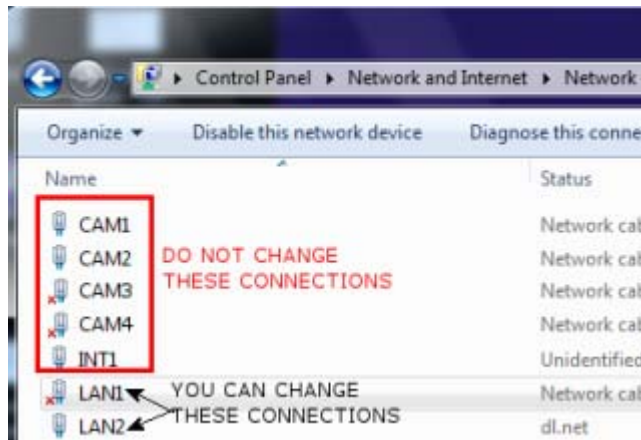 Control Panel ▸ Network and Internet ▸ Network
Organize Disable this network device Diagnose this conne
Name Status
CAM1 Network cab
CAM2 Network cab
CAM3 Network cab
CAM4 Network cab
INT1 Unidentified
LAN1 Network cab
LAN2 dl.net
DO NOT CHANGE
THESE CONNECTIONS
YOU CAN CHANGE
THESE CONNECTIONS